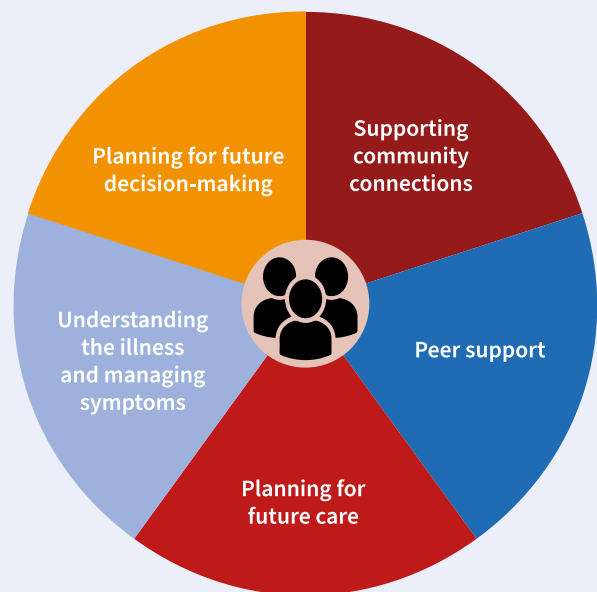 Supporting
community
connections
Peer support
Planning for
future care
Understanding
the illness
and managing
symptoms
Planning for future
decision-making